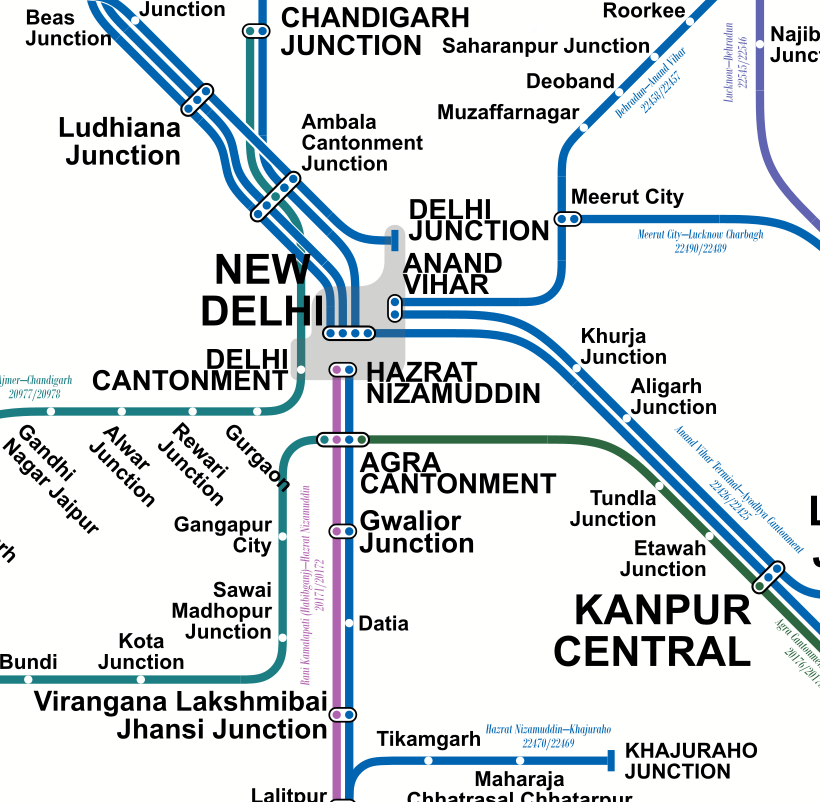 Junction
Beas
Junction
CHANDIGARH
JUNCTION
Roorkee
Saharanpur Junction
Deoband
Muzaffarnagar
Dehradun—Anand Vihar
22458/22457
Lucknow—Dehradun
22545/22546
Najib
Junct
Ludhiana
Junction
Ambala
Cantonment
Junction
Meerut City
Meerut City—Lucknow Charbagh
22490/22489
DELHI
JUNCTION
ANAND
VIHAR
NEW
DELHI
DELHI
CANTONMENT
HAZRAT
NIZAMUDDIN
Khurja
Junction
Aligarh
Junction
Anand Vihar Terminal—Ayodhya Cantonment
22426/22425
Ajmer—Chandigarh
20977/20978
Gandhi
Nagar Jaipur
Alwar
Junction
Rewari
Junction
Gurgaon
AGRA
CANTONMENT
Tundla
Junction
Etawah
Junction
L
J
Gangapur
City
Gwalior
Junction
Rani Kamalapati (Habibganj)—Hazrat Nizamuddin
20171/20172
rh
Sawai
Madhopur
Junction
Datia
KANPUR
CENTRAL
Agra Cantonmen
20176/2017
Bundi
Kota
Junction
Virangana Lakshmibai
Jhansi Junction
Tikamgarh
Hazrat Nizamuddin—Khajuraho
22470/22469
KHAJURAHO
JUNCTION
Maharaja
Chhatrasal Chhatarpur
Lalitpur